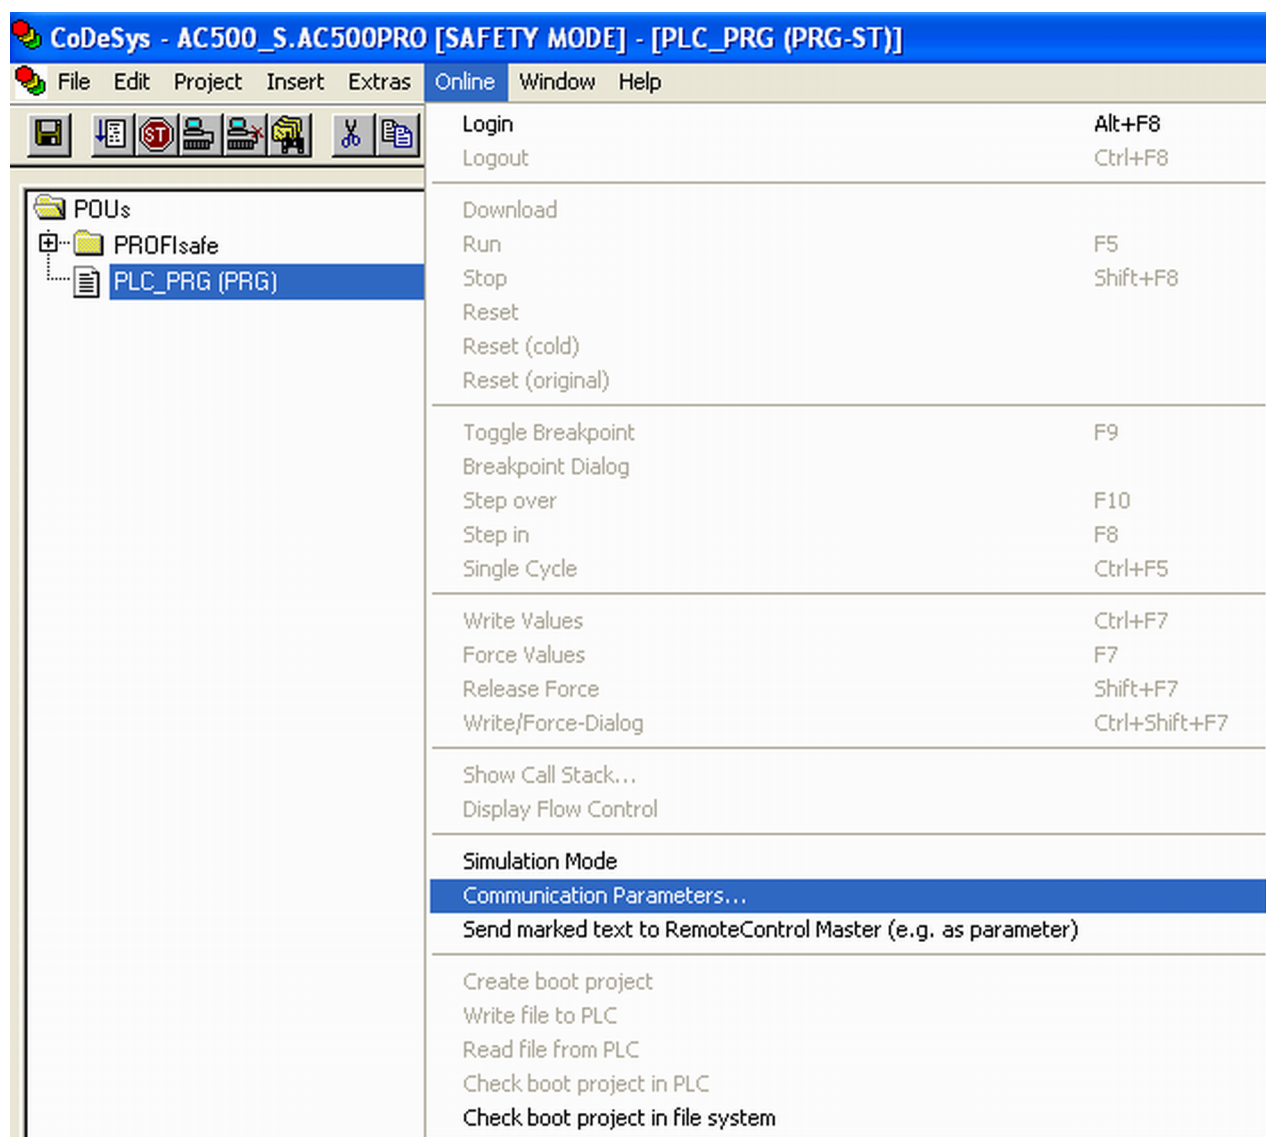 CoDeSys - AC500_S.AC500PRO [SAFETY MODE] - [PLC_PRG (PRG-ST)]
File Edit Project Insert Extras Online Window Help
ST
POUs
PROFIsafe
PLC_PRG (PRG)
Login Alt+F8
Logout Ctrl+F8
Download
Run F5
Stop Shift+F8
Reset
Reset (cold)
Reset (original)
Toggle Breakpoint F9
Breakpoint Dialog
Step over F10
Step in F8
Single Cycle Ctrl+F5
Write Values Ctrl+F7
Force Values F7
Release Force Shift+F7
Write/Force-Dialog Ctrl+Shift+F7
Show Call Stack...
Display Flow Control
Simulation Mode
Communication Parameters...
Send marked text to RemoteControl Master (e.g. as parameter)
Create boot project
Write file to PLC
Read file from PLC
Check boot project in PLC
Check boot project in file system